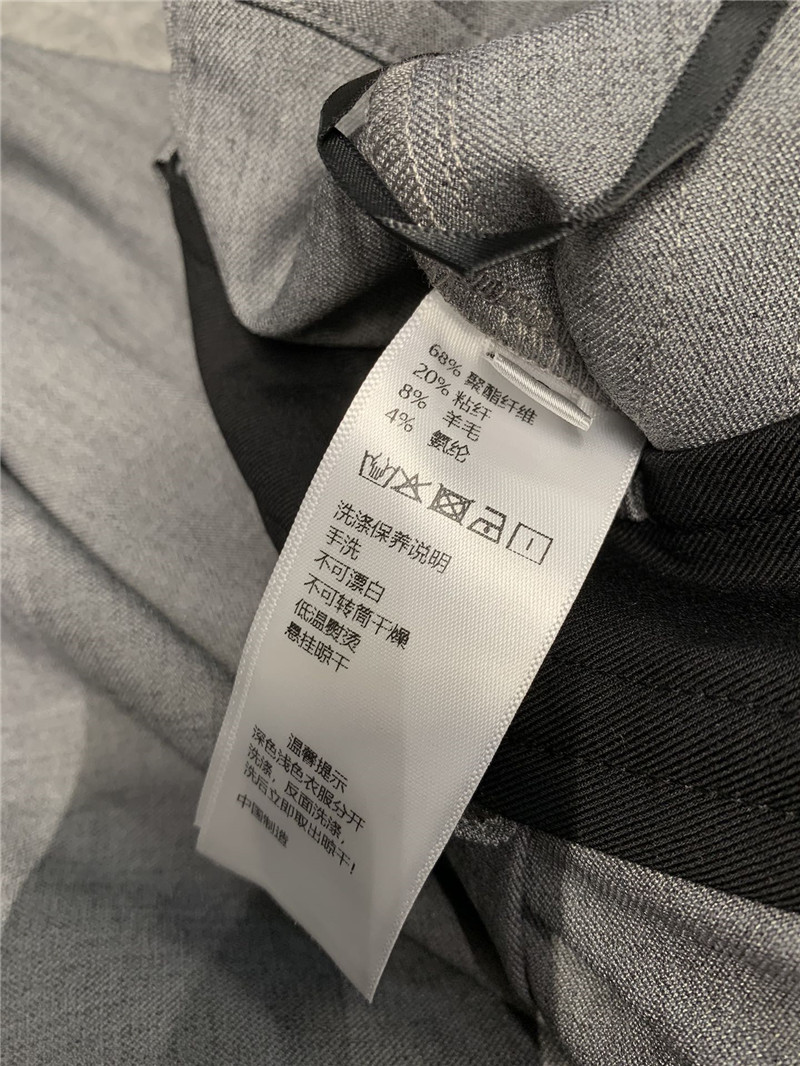 68% 聚酯纤维
20% 粘纤
8% 羊毛
4% 氨纶
洗涤保养说明
手洗
不可漂白
不可转筒干燥
低温熨烫
悬挂晾干
温馨提示
深色浅色衣服分开
洗涤，反面洗涤，
洗后立即取出晾干！
中国制造